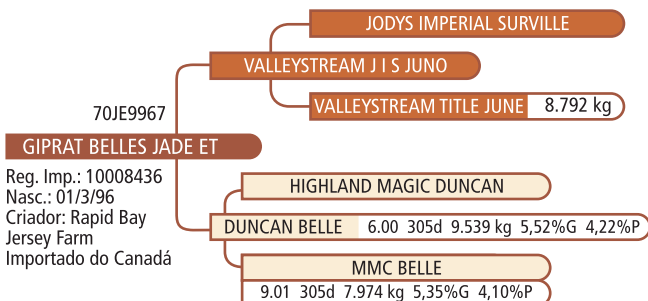 JODYS IMPERIAL SURVILLE
VALLEYSTREAM J I S JUNO
VALLEYSTREAM TITLE JUNE 8.792 kg
70JE9967
GIPRAT BELLES JADE ET
Reg. Imp.: 10008436
Nasc.: 01/3/96
Criador: Rapid Bay
Jersey Farm
Importado do Canadá
HIGHLAND MAGIC DUNCAN
DUNCAN BELLE 6.00 305d 9.539 kg 5,52%G 4,22%P
MMC BELLE
9.01 305d 7.974 kg 5,35%G 4,10%P